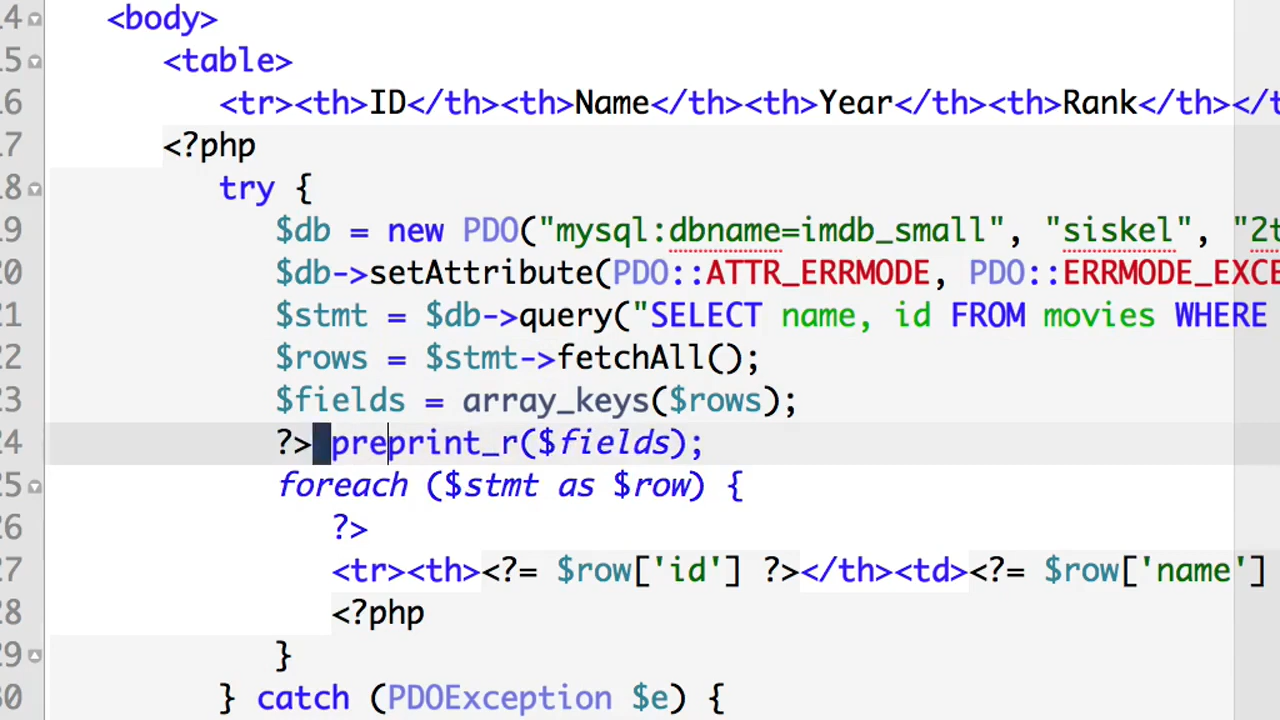 14 <body>
15 <table>
16 <tr><th>ID</th><th>Name</th><th>Year</th><th>Rank</th></t
17 <?php
18 try {
19 $db = new PDO("mysql:dbname=imdb_small", "siskel", "2t
20 $db->setAttribute(PDO::ATTR_ERRMODE, PDO::ERRMODE_EXCE
21 $stmt = $db->query("SELECT name, id FROM movies WHERE
22 $rows = $stmt->fetchAll();
23 $fields = array_keys($rows);
24 ?> preprint_r($fields);
25 foreach ($stmt as $row) {
26 ?>
27 <tr><th><?= $row['id'] ?></th><td><?= $row['name']
28 <?php
29 }
30 } catch (PDOException $e) {